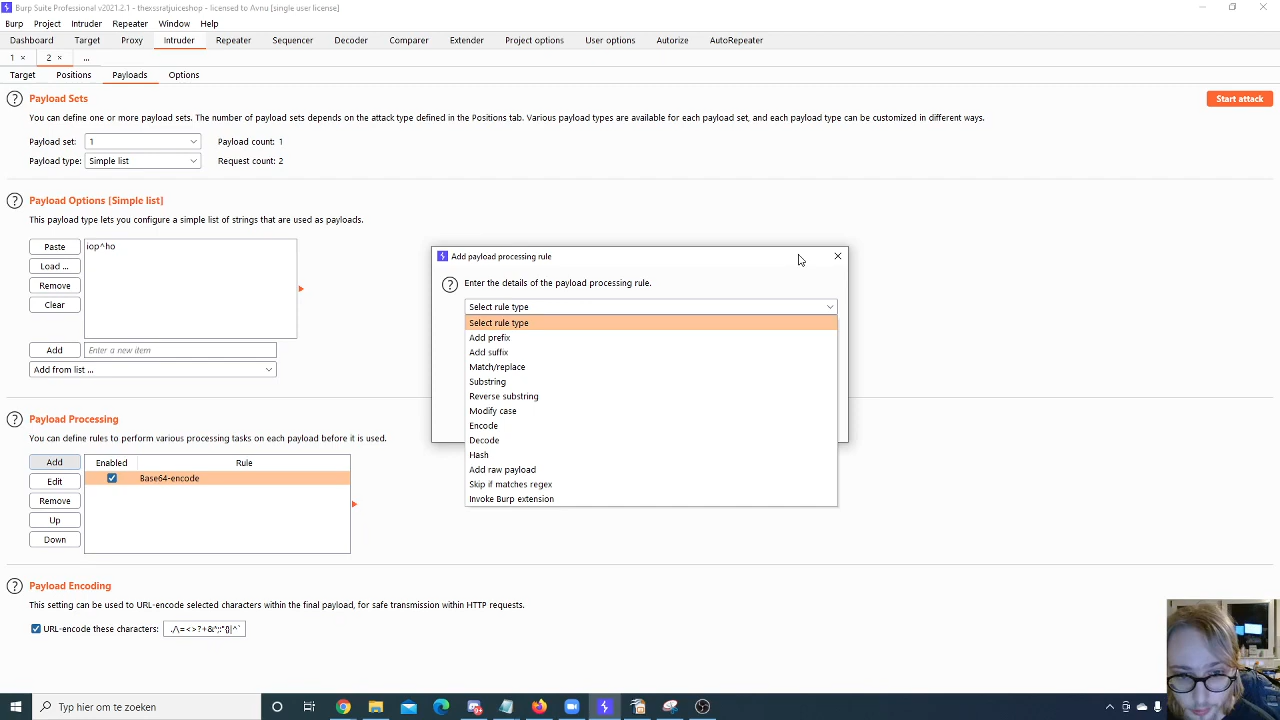 Burp Suite Professional v2021.2.1 - thexssratjuiceshop - licensed to Avnu [single user license]
Burp Project Intruder Repeater Window Help
Dashboard Target Proxy Intruder Repeater Sequencer Decoder Comparer Extender Project options User options Autorize AutoRepeater
1 × 2 × ...
Target Positions Payloads Options
? Payload Sets
Start attack
You can define one or more payload sets. The number of payload sets depends on the attack type defined in the Positions tab. Various payload types are available for each payload set, and each payload type can be customized in different ways.
Payload set: 1 Payload count: 1
Payload type: Simple list Request count: 2
? Payload Options [Simple list]
This payload type lets you configure a simple list of strings that are used as payloads.
Paste
Load ...
Remove
Clear
iop^ho
Add Enter a new item
Add from list ...
Add payload processing rule
? Enter the details of the payload processing rule.
Select rule type
Select rule type
Add prefix
Add suffix
Match/replace
Substring
Reverse substring
Modify case
Encode
Decode
Hash
Add raw payload
Skip if matches regex
Invoke Burp extension
? Payload Processing
You can define rules to perform various processing tasks on each payload before it is used.
Add
Edit
Remove
Up
Down
Enabled Rule
Base64-encode
? Payload Encoding
This setting can be used to URL-encode selected characters within the final payload, for safe transmission within HTTP requests.
URL-encode these characters:
Typ hier om te zoeken